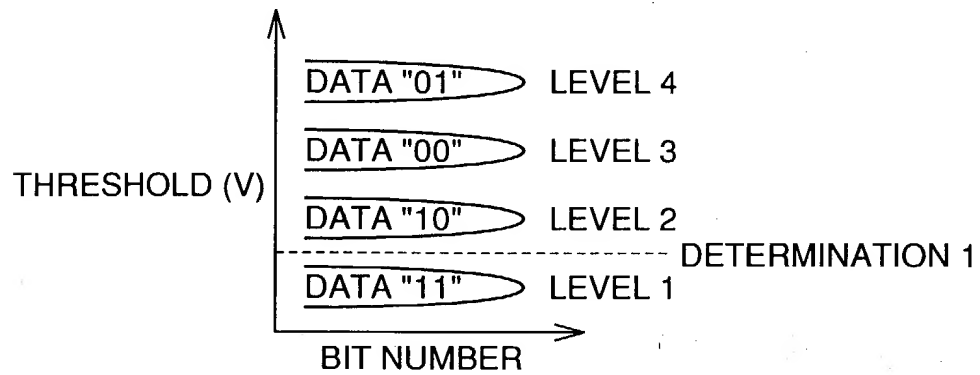 DATA "01" LEVEL 4
DATA "00" LEVEL 3
THRESHOLD (V)
DATA "10" LEVEL 2
DETERMINATION 1
DATA "11" LEVEL 1
BIT NUMBER